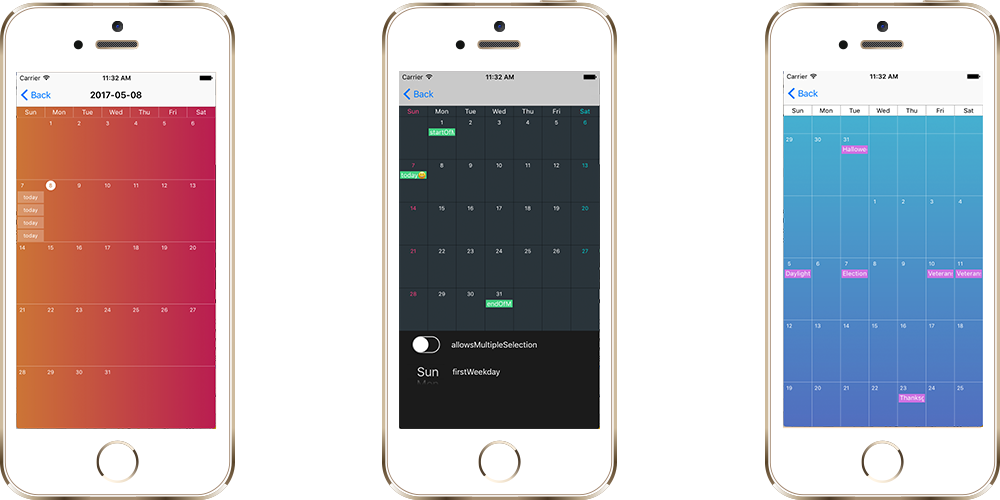 Carrier 11:32 AM
Back 2017-05-08
Sun Mon Tue Wed Thu Fri Sat
1 2 3 4 5 6
7 8 9 10 11 12 13
today
today
today
today
14 15 16 17 18 19 20
21 22 23 24 25 26 27
28 29 30 31
Carrier 11:32 AM
Back
Sun Mon Tue Wed Thu Fri Sat
1 2 3 4 5 6
startOfM
7 8 9 10 11 12 13
today😀
14 15 16 17 18 19 20
21 22 23 24 25 26 27
28 29 30 31
endOfM
allowsMultipleSelection
Sun firstWeekday
Mon
Carrier 11:32 AM
Back
Sun Mon Tue Wed Thu Fri Sat
29 30 31
Hallowe
1 2 3 4
5 6 7 8 9 10 11
Daylight Election Veterans Veterans
12 13 14 15 16 17 18
19 20 21 22 23 24 25
Thanksg